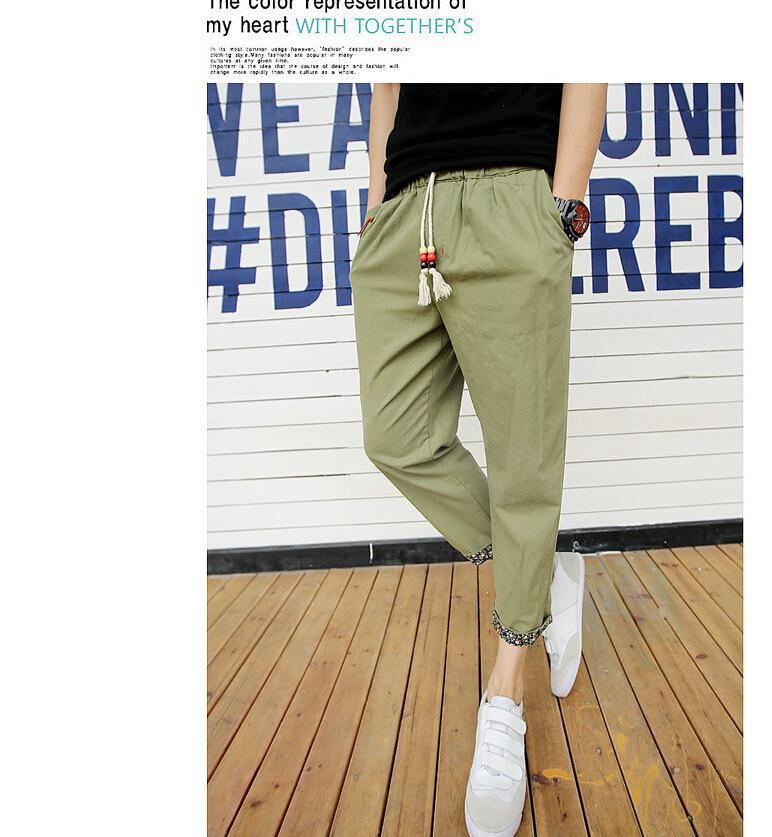 The color representation of
my heart WITH TOGETHER'S
In its most common usage however, "fashion" describes the popular
clothing style.Many fashions are popular in many
cultures at any given time.
Important is the idea that the course of design and fashion will
change more rapidly than the culture as a whole.
WE A ONN
#DI EREB